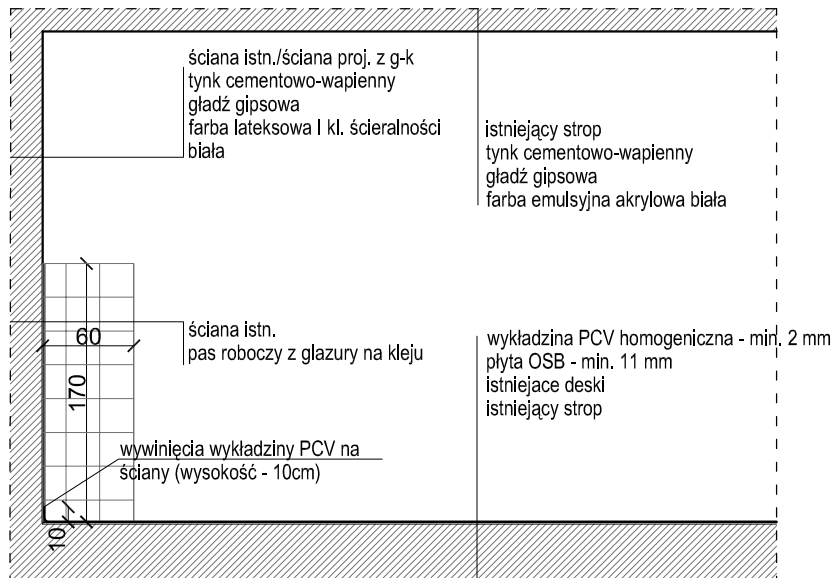 ściana istn./ściana proj. z g-k
tynk cementowo-wapienny
gładź gipsowa
farba lateksowa I kl. ścieralności
biała
istniejący strop
tynk cementowo-wapienny
gładź gipsowa
farba emulsyjna akrylowa biała
ściana istn.
pas roboczy z glazury na kleju
60
170
wykładzina PCV homogeniczna - min. 2 mm
płyta OSB - min. 11 mm
istniejace deski
istniejący strop
wywinięcia wykładziny PCV na
ściany (wysokość - 10cm)
10